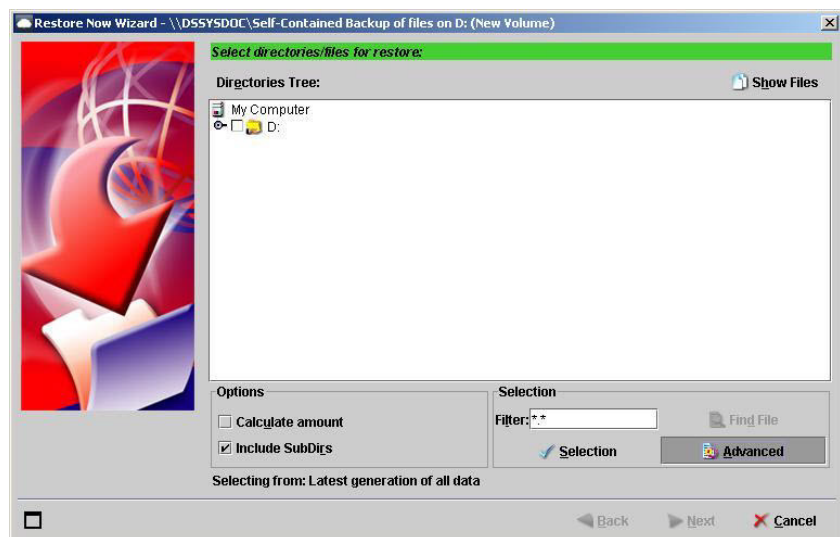 Restore Now Wizard - \\DSSYSDOC\Self-Contained Backup of files on D: (New Volume)
Select directories/files for restore:
Directories Tree:
Show Files
My Computer
D:
Options
Calculate amount
Include SubDirs
Selection
Filter: *.*
Find File
Selection
Advanced
Selecting from: Latest generation of all data
Back
Next
Cancel